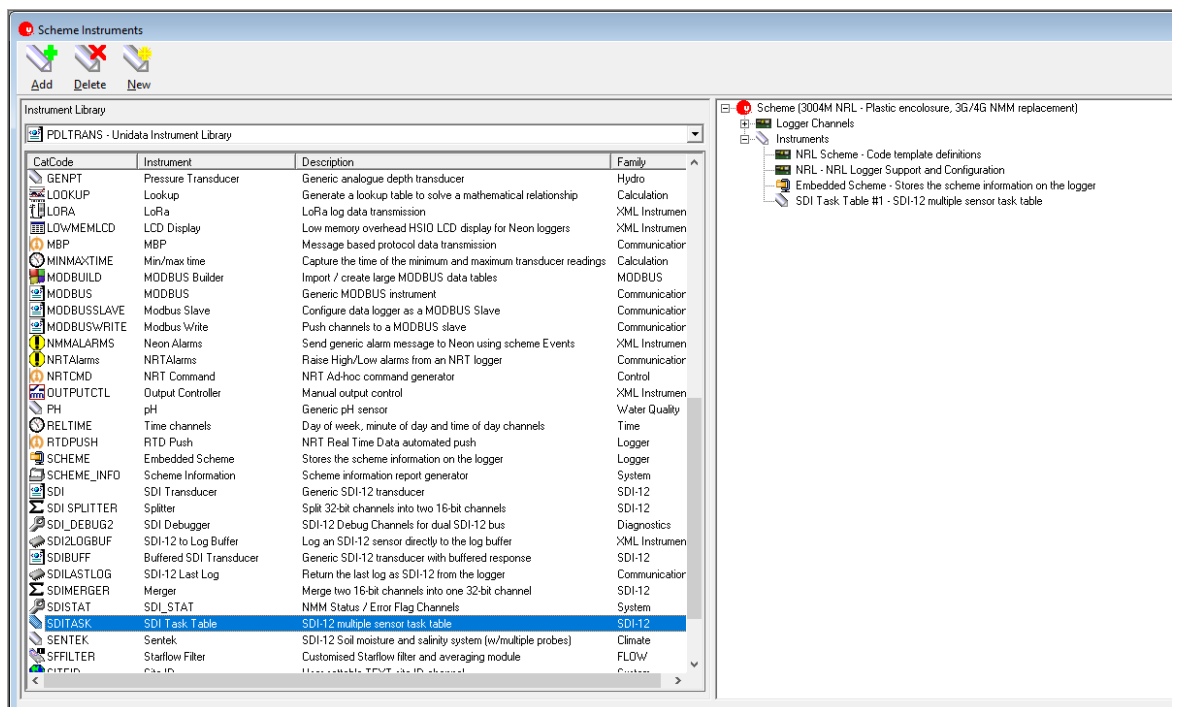 Scheme Instruments
Add Delete New
Instrument Library
PDLTRANS - Unidata Instrument Library
CatCode Instrument Description Family
GENPT Pressure Transducer Generic analogue depth transducer Hydro
LOOKUP Lookup Generate a lookup table to solve a mathematical relationship Calculation
LORA LoRa LoRa log data transmission XML Instrumen
LOWMEMLCD LCD Display Low memory overhead HSIO LCD display for Neon loggers XML Instrumen
MBP MBP Message based protocol data transmission Communication
MINMAXTIME Min/max time Capture the time of the minimum and maximum transducer readings Calculation
MODBUILD MODBUS Builder Import / create large MODBUS data tables MODBUS
MODBUS MODBUS Generic MODBUS instrument Communication
MODBUSSLAVE Modbus Slave Configure data logger as a MODBUS Slave Communication
MODBUSWRITE Modbus Write Push channels to a MODBUS slave Communication
NMMALARMS Neon Alarms Send generic alarm message to Neon using scheme Events XML Instrumen
NRTAlarms NRTAlarms Raise High/Low alarms from an NRT logger Communication
NRTCMD NRT Command NRT Ad-hoc command generator Control
OUTPUTCTL Output Controller Manual output control XML Instrumen
PH pH Generic pH sensor Water Quality
RELTIME Time channels Day of week, minute of day and time of day channels Time
RTDPUSH RTD Push NRT Real Time Data automated push Logger
SCHEME Embedded Scheme Stores the scheme information on the logger Logger
SCHEME_INFO Scheme Information Scheme information report generator System
SDI SDI Transducer Generic SDI-12 transducer SDI-12
SDI SPLITTER Splitter Split 32-bit channels into two 16-bit channels SDI-12
SDI_DEBUG2 SDI Debugger SDI-12 Debug Channels for dual SDI-12 bus Diagnostics
SDI2LOGBUF SDI-12 to Log Buffer Log an SDI-12 sensor directly to the log buffer XML Instrumen
SDIBUFF Buffered SDI Transducer Generic SDI-12 transducer with buffered response SDI-12
SDILASTLOG SDI-12 Last Log Return the last log as SDI-12 from the logger Communication
SDIMERGER Merger Merge two 16-bit channels into one 32-bit channel SDI-12
SDISTAT SDI_STAT NMM Status / Error Flag Channels System
SDITASK SDI Task Table SDI-12 multiple sensor task table SDI-12
SENTEK Sentek SDI-12 Soil moisture and salinity system (w/multiple probes) Climate
SFFILTER Starflow Filter Customised Starflow filter and averaging module FLOW
Scheme (3004M NRL - Plastic encolosure, 3G/4G NMM replacement)
Logger Channels
Instruments
NRL Scheme - Code template definitions
NRL - NRL Logger Support and Configuration
Embedded Scheme - Stores the scheme information on the logger
SDI Task Table #1 - SDI-12 multiple sensor task table